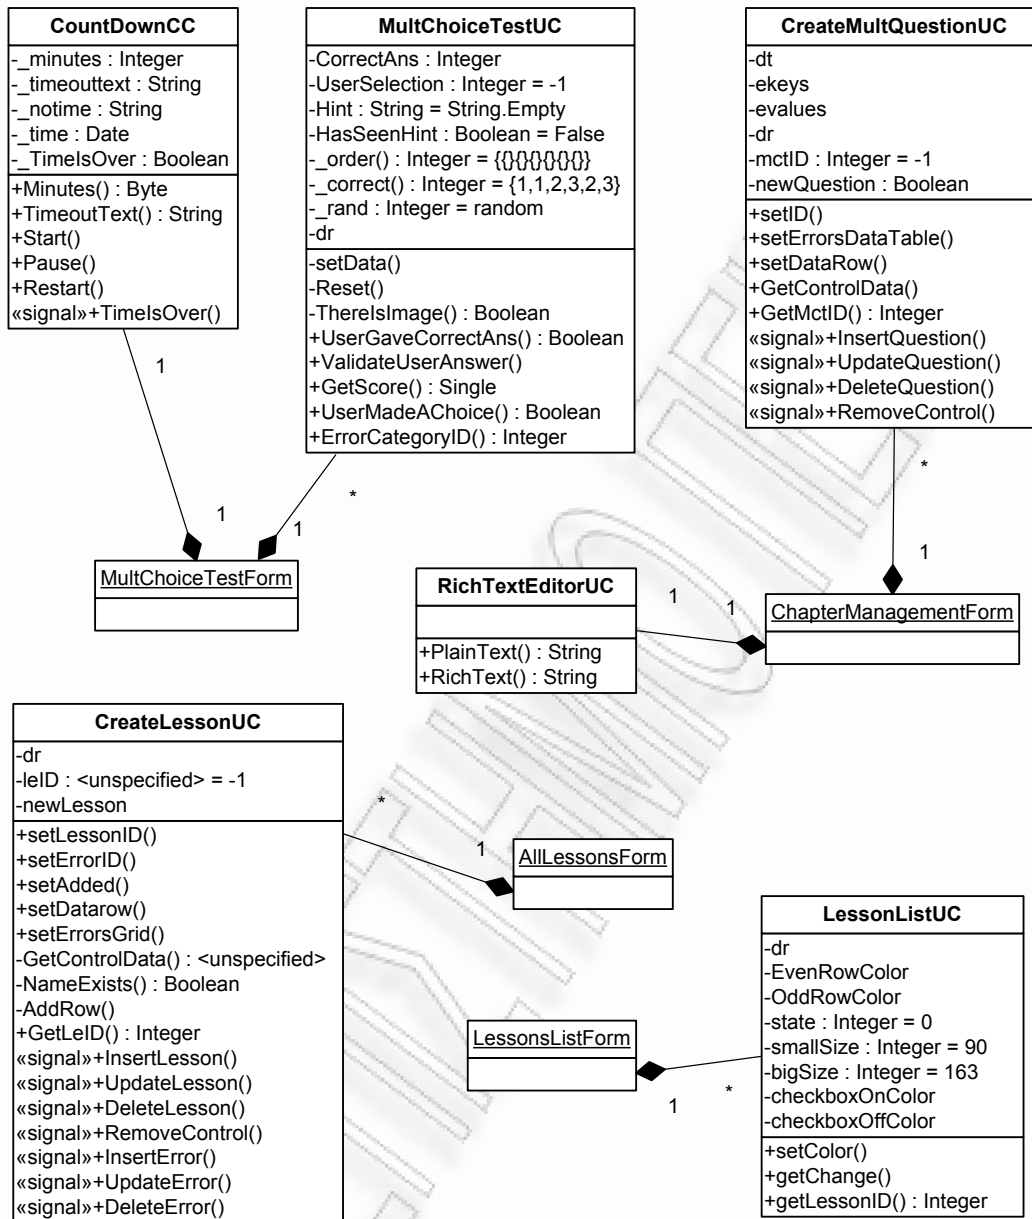 CountDownCC
-_minutes : Integer
-_timeouttext : String
-_notime : String
-_time : Date
-_TimeIsOver : Boolean
+Minutes() : Byte
+TimeoutText() : String
+Start()
+Pause()
+Restart()
«signal»+TimeIsOver()
MultChoiceTestUC
-CorrectAns : Integer
-UserSelection : Integer = -1
-Hint : String = String.Empty
-HasSeenHint : Boolean = False
-_order() : Integer = {{}{}{}{}{}{}}
-_correct() : Integer = {1,1,2,3,2,3}
-_rand : Integer = random
-dr
-setData()
-Reset()
-ThereIsImage() : Boolean
+UserGaveCorrectAns() : Boolean
+ValidateUserAnswer()
+GetScore() : Single
+UserMadeAChoice() : Boolean
+ErrorCategoryID() : Integer
CreateMultQuestionUC
-dt
-ekeys
-evalues
-dr
-mctID : Integer = -1
-newQuestion : Boolean
+setID()
+setErrorsDataTable()
+setDataRow()
+GetControlData()
+GetMctID() : Integer
«signal»+InsertQuestion()
«signal»+UpdateQuestion()
«signal»+DeleteQuestion()
«signal»+RemoveControl()
1
*
*
1
1
1
MultChoiceTestForm
RichTextEditorUC
+PlainText() : String
+RichText() : String
1
1
ChapterManagementForm
CreateLessonUC
-dr
-leID : <unspecified> = -1
-newLesson
+setLessonID()
+setErrorID()
+setAdded()
+setDatarow()
+setErrorsGrid()
-GetControlData() : <unspecified>
-NameExists() : Boolean
-AddRow()
+GetLeID() : Integer
«signal»+InsertLesson()
«signal»+UpdateLesson()
«signal»+DeleteLesson()
«signal»+RemoveControl()
«signal»+InsertError()
«signal»+UpdateError()
«signal»+DeleteError()
*
1
AllLessonsForm
LessonsListForm
1
*
LessonListUC
-dr
-EvenRowColor
-OddRowColor
-state : Integer = 0
-smallSize : Integer = 90
-bigSize : Integer = 163
-checkboxOnColor
-checkboxOffColor
+setColor()
+getChange()
+getLessonID() : Integer